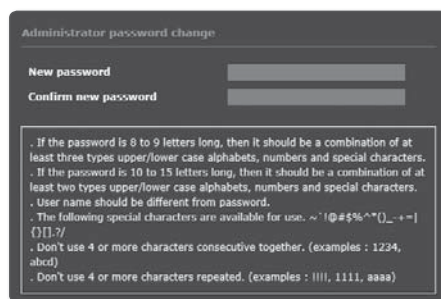 Administrator password change
New password
Confirm new password
. If the password is 8 to 9 letters long, then it should be a combination of at
least three types upper/lower case alphabets, numbers and special characters.
. If the password is 10 to 15 letters long, then it should be a combination of at
least two types upper/lower case alphabets, numbers and special characters.
. User name should be different from password.
. The following special characters are available for use. ~`!@#$%^*()_-+=|
{}[].?/
. Don't use 4 or more characters consecutive together. (examples : 1234,
abcd)
. Don't use 4 or more characters repeated. (examples : !!!!, 1111, aaaa)